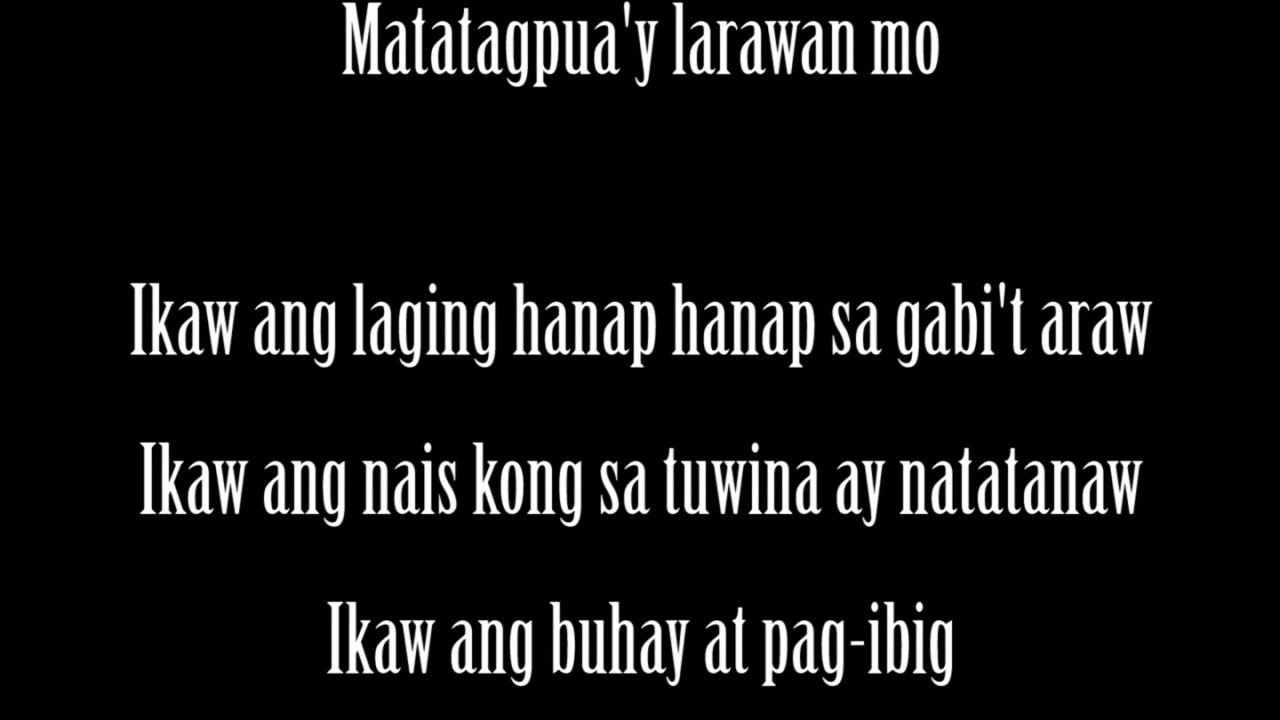 Matatagpua'y larawan mo
Ikaw ang laging hanap hanap sa gabi't araw
Ikaw ang nais kong sa tuwina ay natatanaw
Ikaw ang buhay at pag-ibig